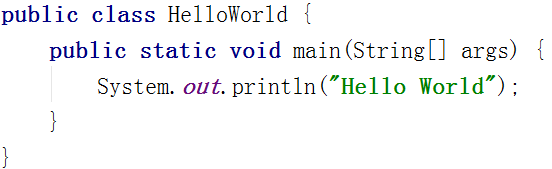 public class HelloWorld {
    public static void main(String[] args) {
        System.out.println("Hello World");
    }
}